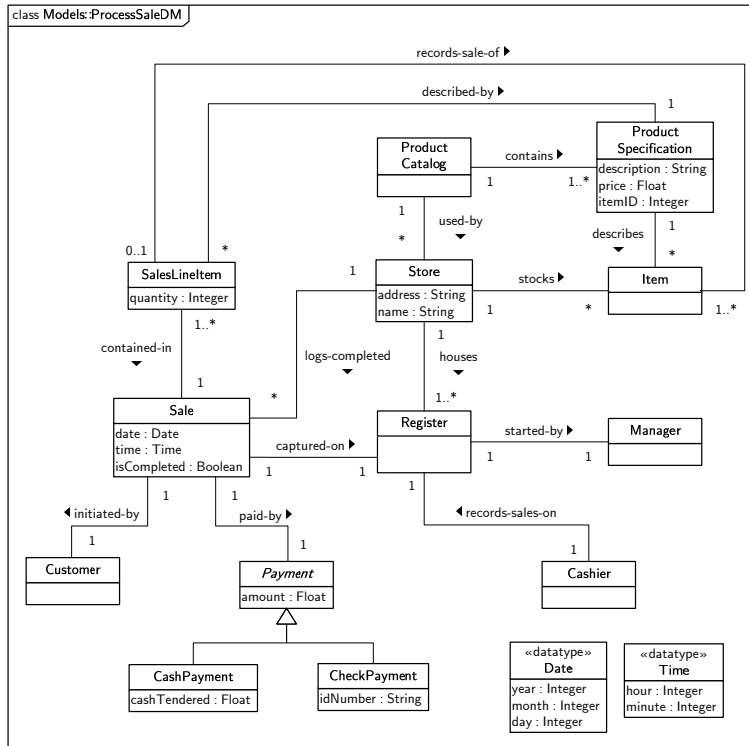 class Models::ProcessSaleDM
records-sale-of
described-by
1
Product
Catalog
contains
1
1..*
Product
Specification
description : String
price : Float
itemID : Integer
1
used-by
*
1
describes
*
0..1
*
SalesLineItem
quantity : Integer
1..*
1
Store
address : String
name : String
stocks
1
*
Item
1..*
contained-in
1
logs-completed
*
1
houses
1..*
Sale
date : Date
time : Time
isCompleted : Boolean
captured-on
1
1
Register
started-by
1
1
Manager
1
initiated-by
1
1
paid-by
1
1
records-sales-on
1
Customer
Payment
amount : Float
Cashier
CashPayment
cashTendered : Float
CheckPayment
idNumber : String
«datatype»
Date
year : Integer
month : Integer
day : Integer
«datatype»
Time
hour : Integer
minute : Integer